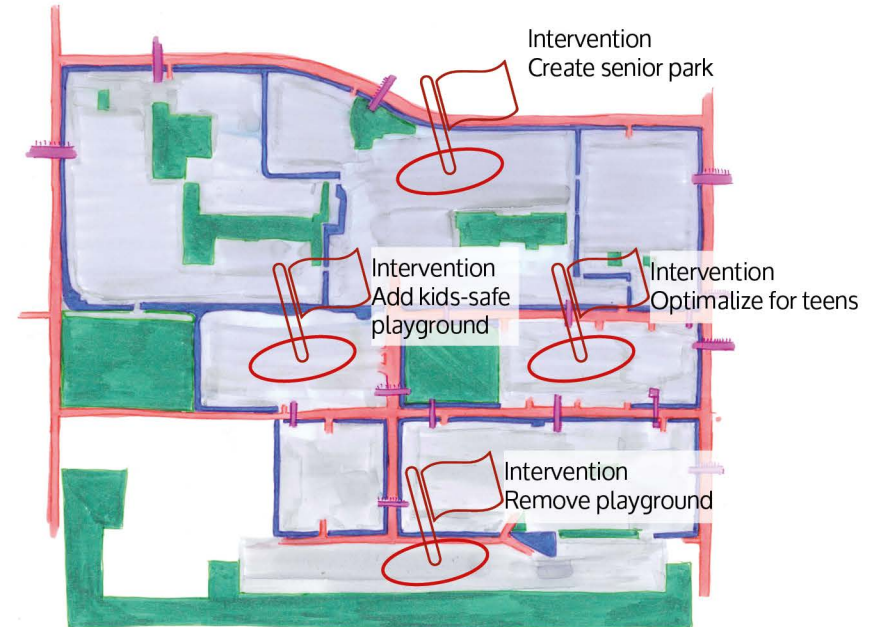 Intervention
Create senior park
Intervention
Add kids-safe
playground
Intervention
Optimalize for teens
Intervention
Remove playground